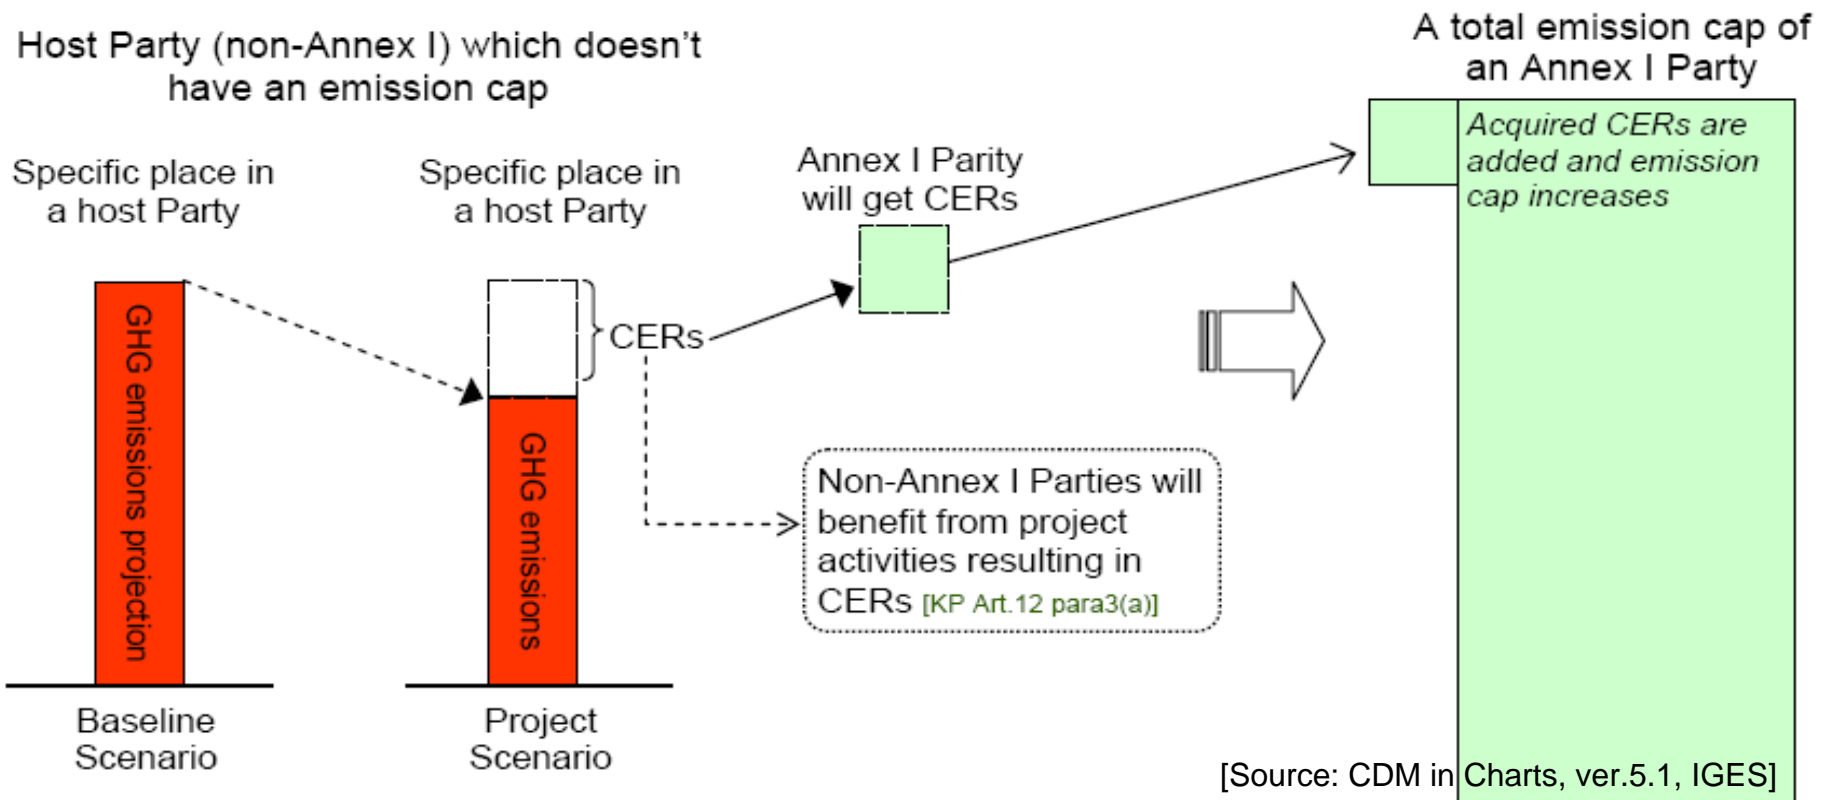 Host Party (non-Annex I) which doesn't
have an emission cap
A total emission cap of
an Annex I Party
Specific place in
a host Party
Specific place in
a host Party
Annex I Parity
will get CERs
Acquired CERs are
added and emission
cap increases
GHG emissions projection
GHG emissions
CERs
Non-Annex I Parties will
benefit from project
activities resulting in
CERs [KP Art.12 para3(a)]
Baseline
Scenario
Project
Scenario
[Source: CDM in Charts, ver.5.1, IGES]